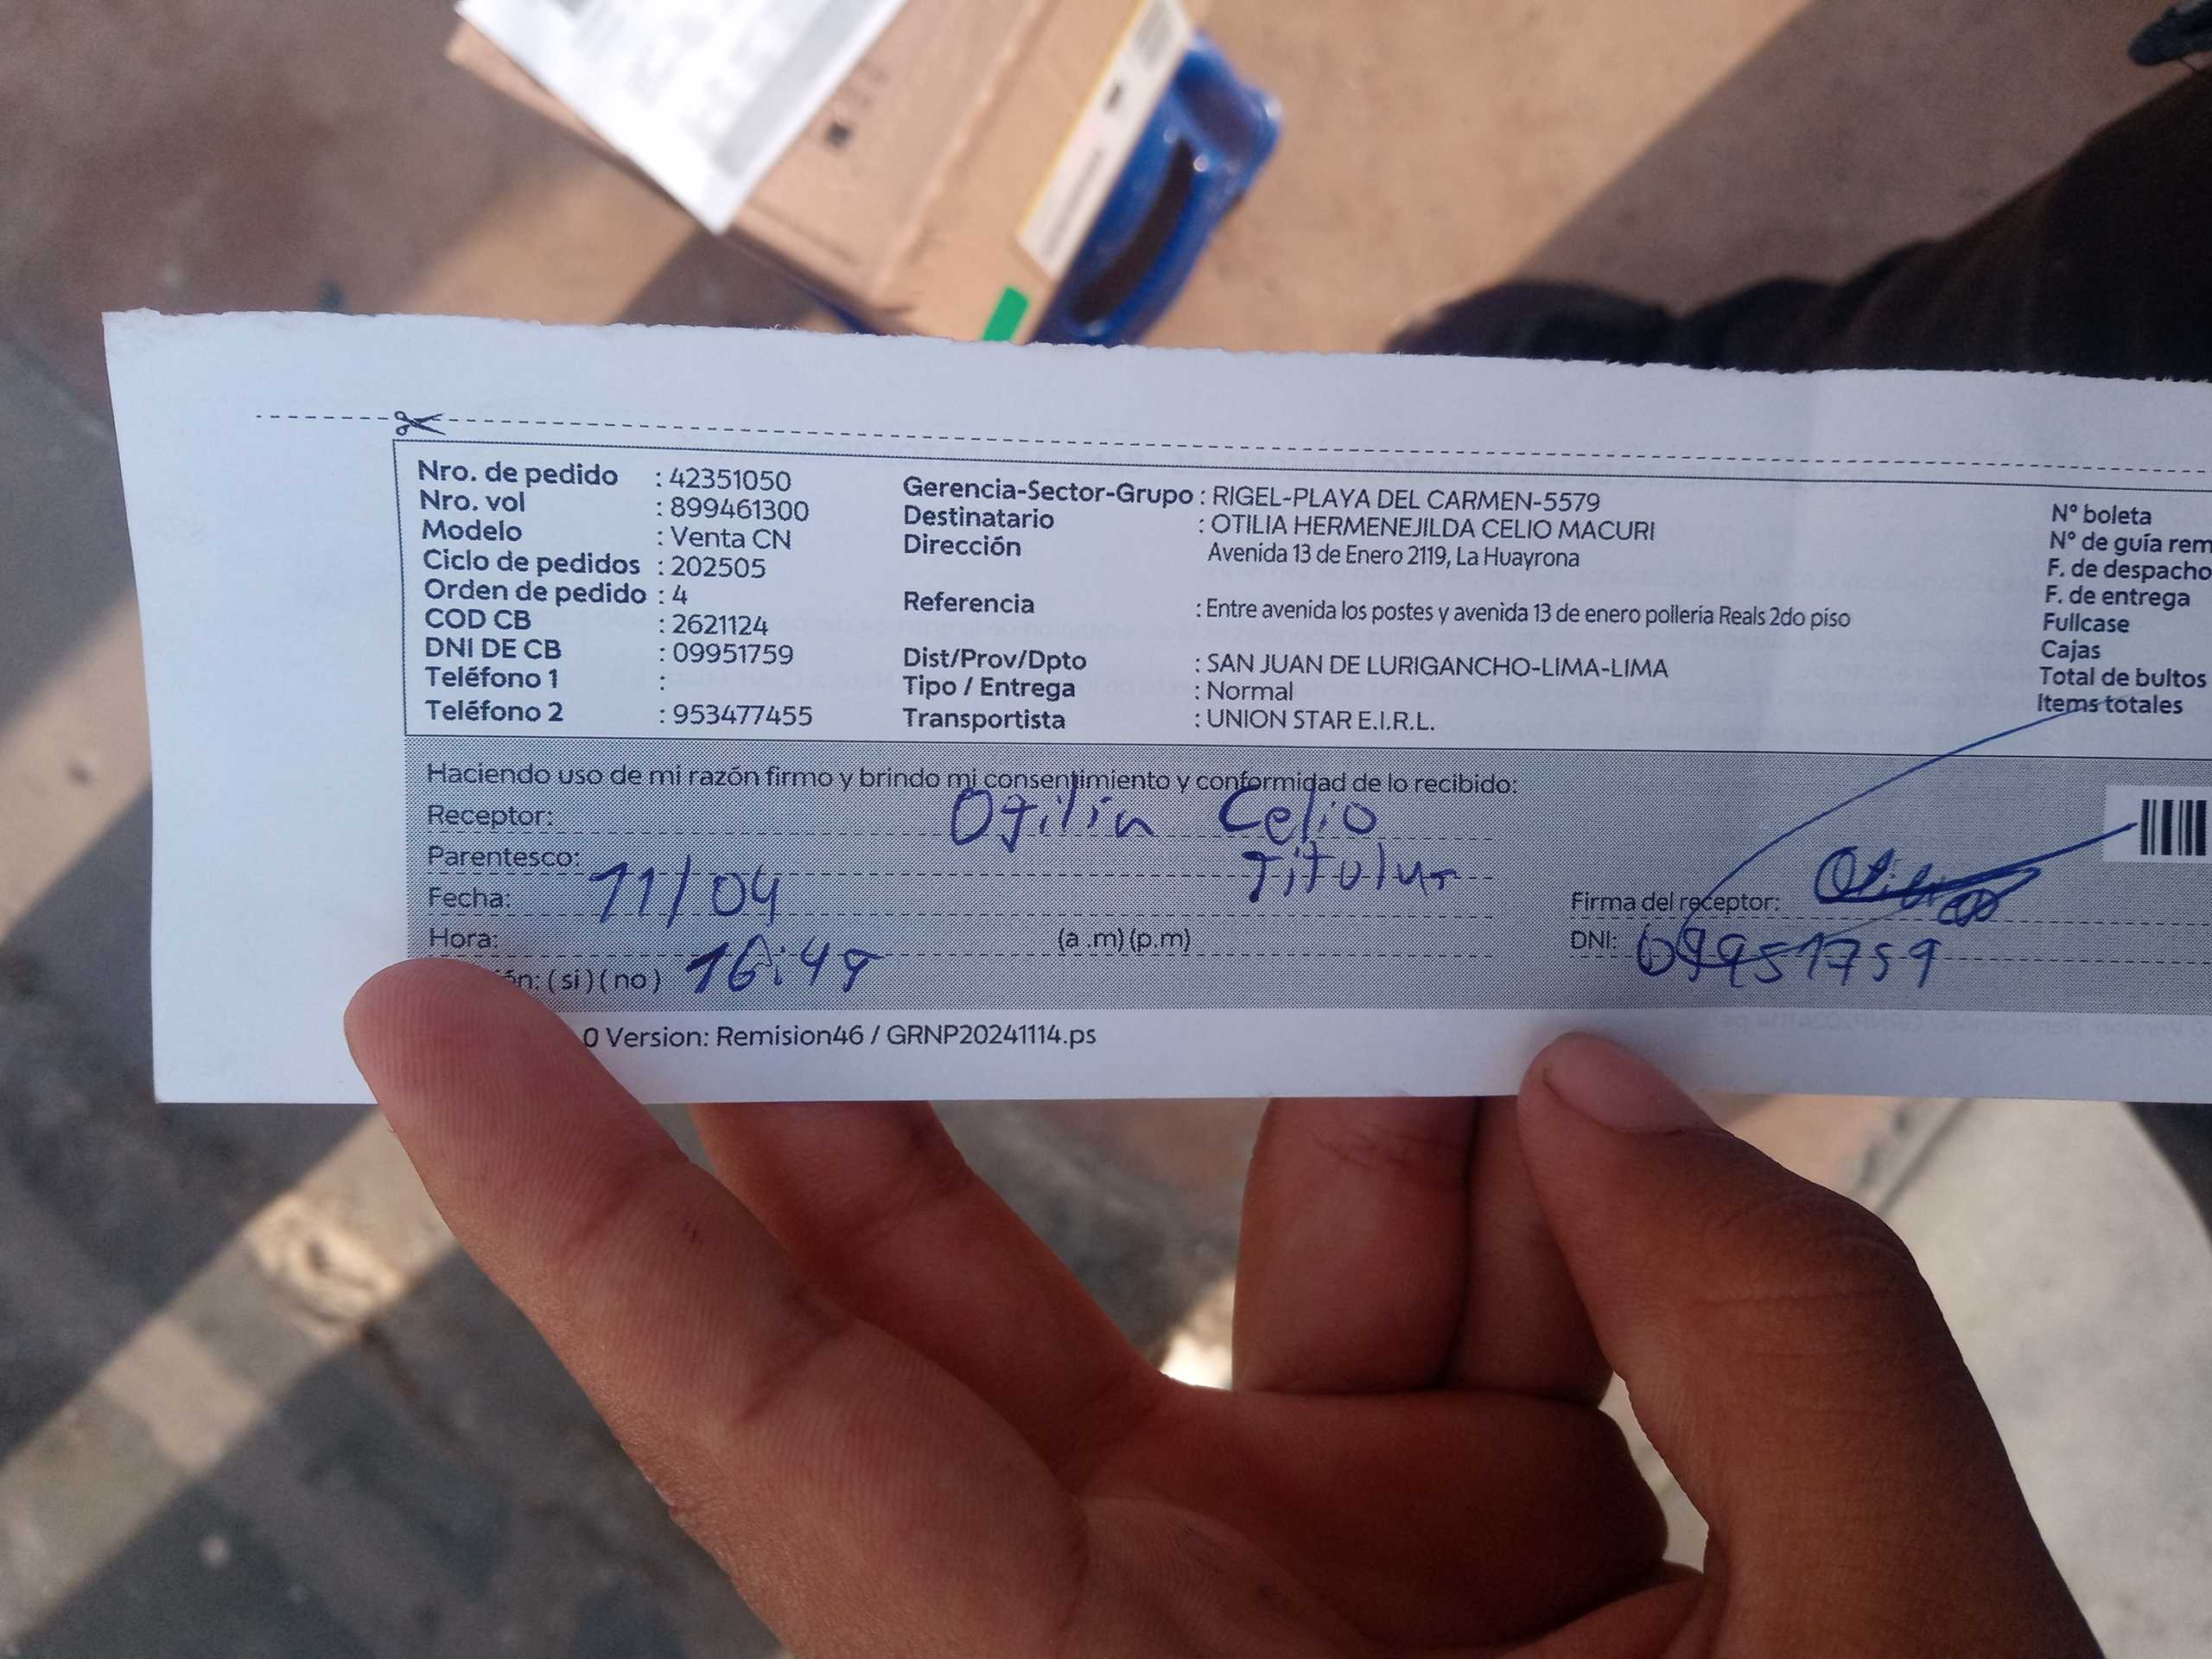 Nro. de pedido : 42351050
Nro. vol : 899461300
Modelo : Venta CN
Ciclo de pedidos : 202505
Orden de pedido : 4
COD CB : 2621124
DNI DE CB : 09951759
Teléfono 1 :
Teléfono 2 : 953477455
Gerencia-Sector-Grupo : RIGEL-PLAYA DEL CARMEN-5579
Destinatario : OTILIA HERMENEJILDA CELIO MACURI
Dirección Avenida 13 de Enero 2119, La Huayrona
Referencia : Entre avenida los postes y avenida 13 de enero polleria Reals 2do piso
Dist/Prov/Dpto : SAN JUAN DE LURIGANCHO-LIMA-LIMA
Tipo / Entrega : Normal
Transportista : UNION STAR E.I.R.L.
N° boleta
N° de guía rem
F. de despacho
F. de entrega
Fullcase
Cajas
Total de bultos
Items totales
Haciendo uso de mi razón firmo y brindo mi consentimiento y conformidad de lo recibido:
Receptor: Otilia Celio
Parentesco: Titular
Fecha: 11/04
Hora: (a .m) (p.m)
ón: ( si ) ( no ) 16:49
Firma del receptor: Otilia
DNI: 09951759
0 Version: Remision46 / GRNP20241114.ps